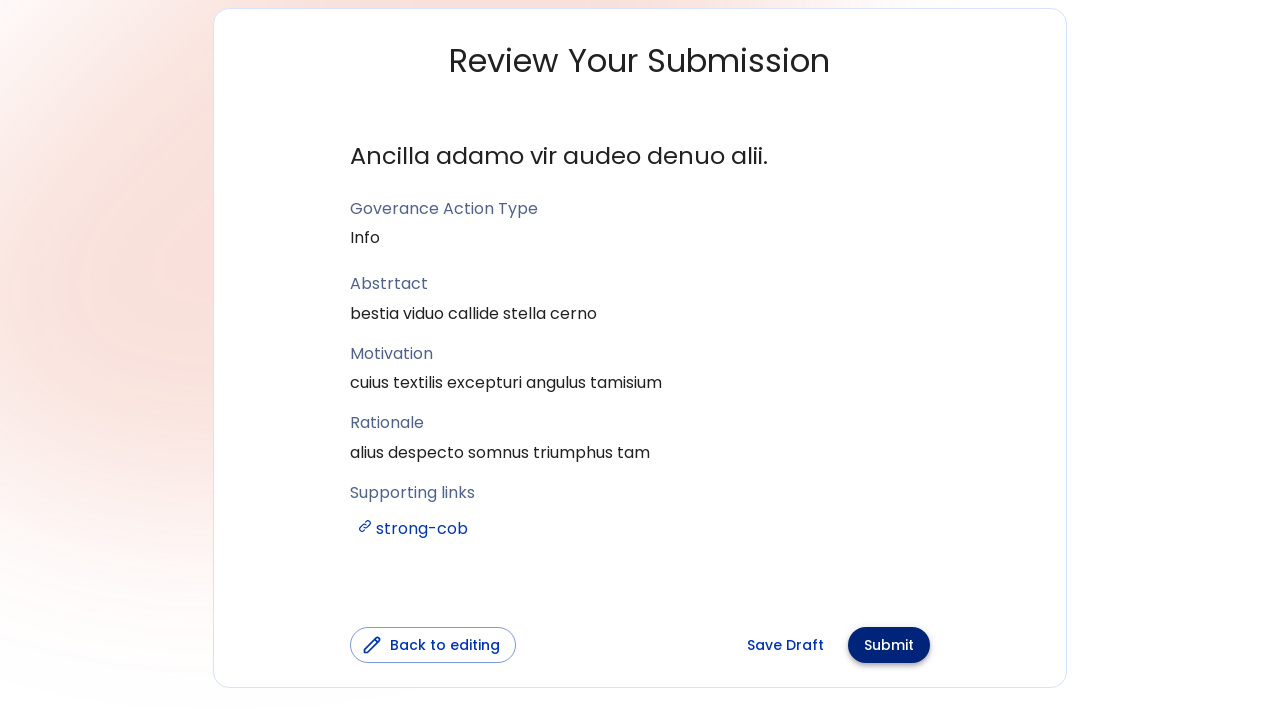 Review Your Submission
Ancilla adamo vir audeo denuo alii.
Goverance Action Type
Info
Abstrtact
bestia viduo callide stella cerno
Motivation
cuius textilis excepturi angulus tamisium
Rationale
alius despecto somnus triumphus tam
Supporting links
strong-cob
Back to editing
Save Draft
Submit